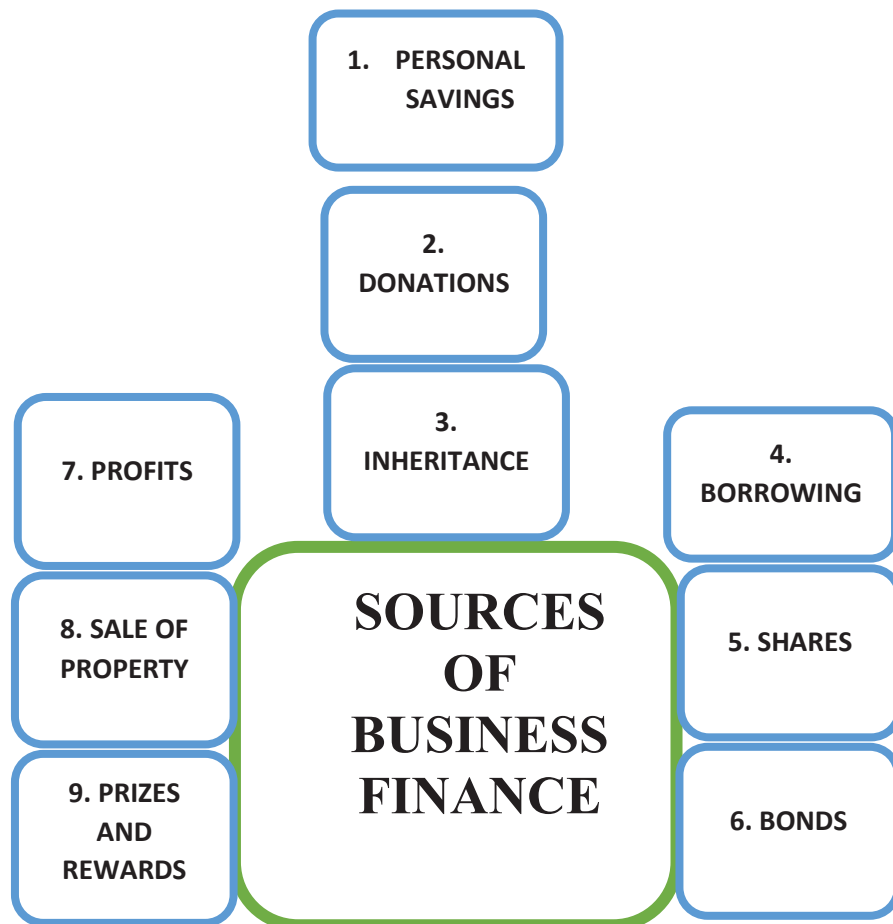 1. PERSONAL
SAVINGS
2.
DONATIONS
3.
INHERITANCE
4.
BORROWING
5. SHARES
6. BONDS
7. PROFITS
8. SALE OF
PROPERTY
9. PRIZES
AND
REWARDS
SOURCES
OF
BUSINESS
FINANCE